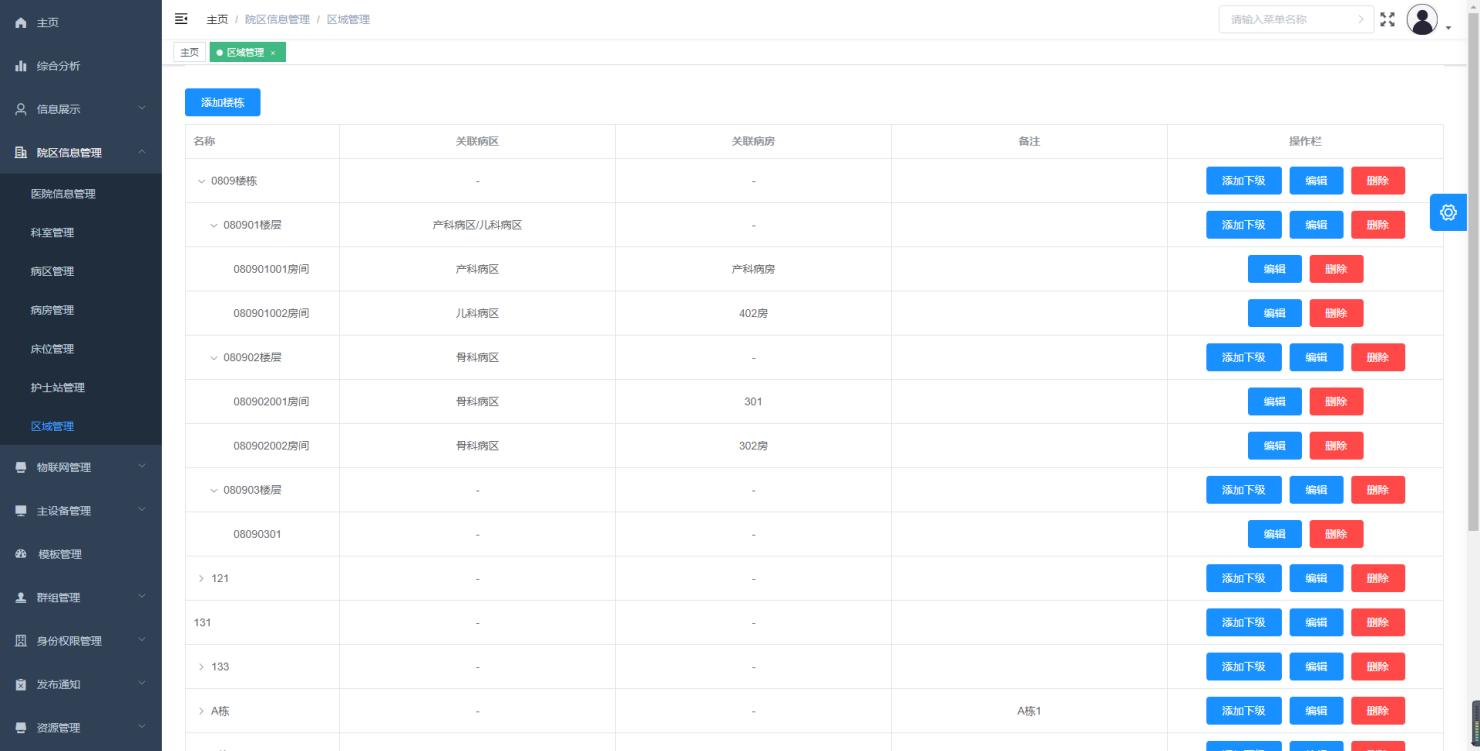 主页
综合分析
信息展示
院区信息管理
医院信息管理
科室管理
病区管理
病房管理
床位管理
护士站管理
区域管理
物联网管理
主设备管理
模板管理
群组管理
身份权限管理
发布通知
资源管理
主页 / 院区信息管理 / 区域管理
请输入菜单名称
主页 区域管理 ×
添加楼栋
名称 关联病区 关联病房 备注 操作栏
0809楼栋 - - 添加下级 编辑 删除
080901楼层 产科病区/儿科病区 - 添加下级 编辑 删除
080901001房间 产科病区 产科病房 编辑 删除
080901002房间 儿科病区 402房 编辑 删除
080902楼层 骨科病区 - 添加下级 编辑 删除
080902001房间 骨科病区 301 编辑 删除
080902002房间 骨科病区 302房 编辑 删除
080903楼层 - - 添加下级 编辑 删除
08090301 - - 编辑 删除
121 - - 添加下级 编辑 删除
131 - - 添加下级 编辑 删除
133 - - 添加下级 编辑 删除
A栋 - - A栋1 添加下级 编辑 删除